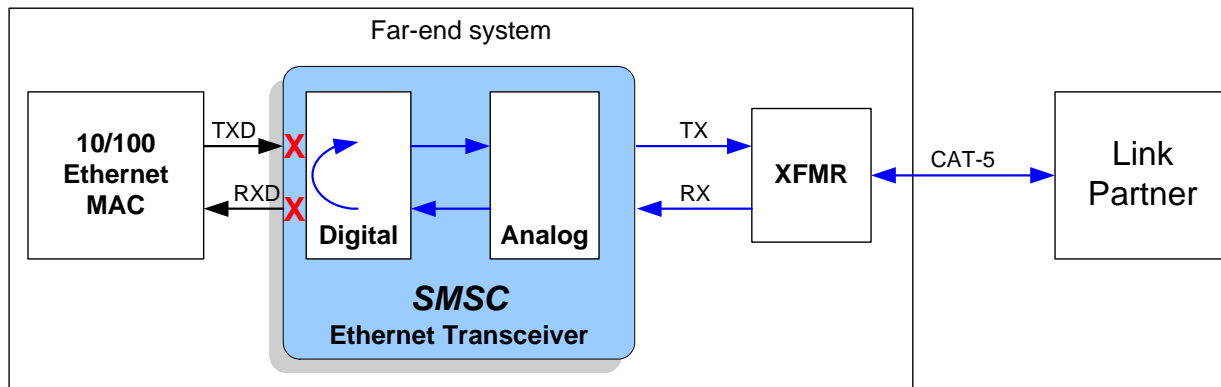 Far-end system
10/100
Ethernet
MAC
TXD
RXD
X
X
Digital
Analog
SMSC
Ethernet Transceiver
TX
RX
XFMR
CAT-5
Link
Partner